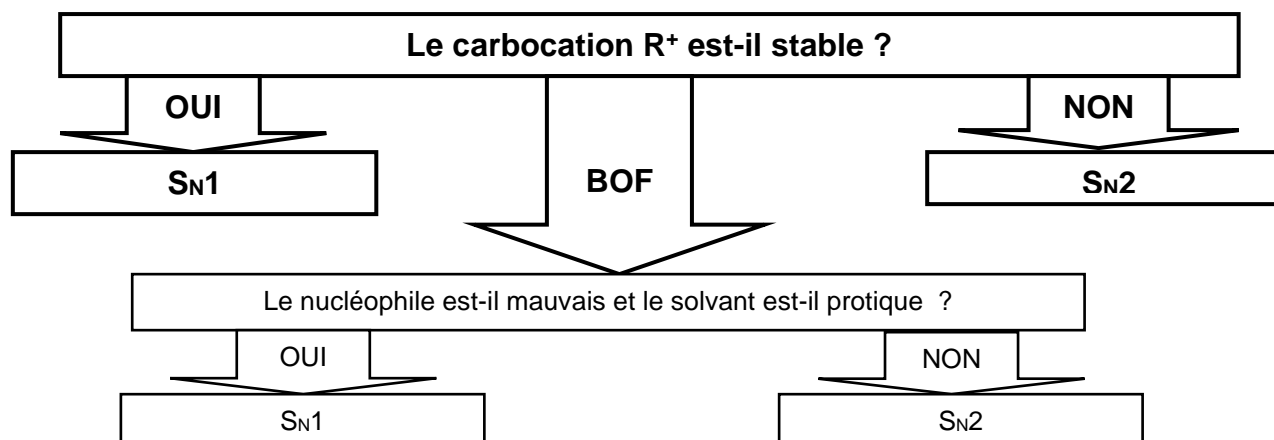 Le carbocation R⁺ est-il stable ?
OUI
NON
SN1
BOF
SN2
Le nucléophile est-il mauvais et le solvant est-il protique ?
OUI
NON
SN1
SN2